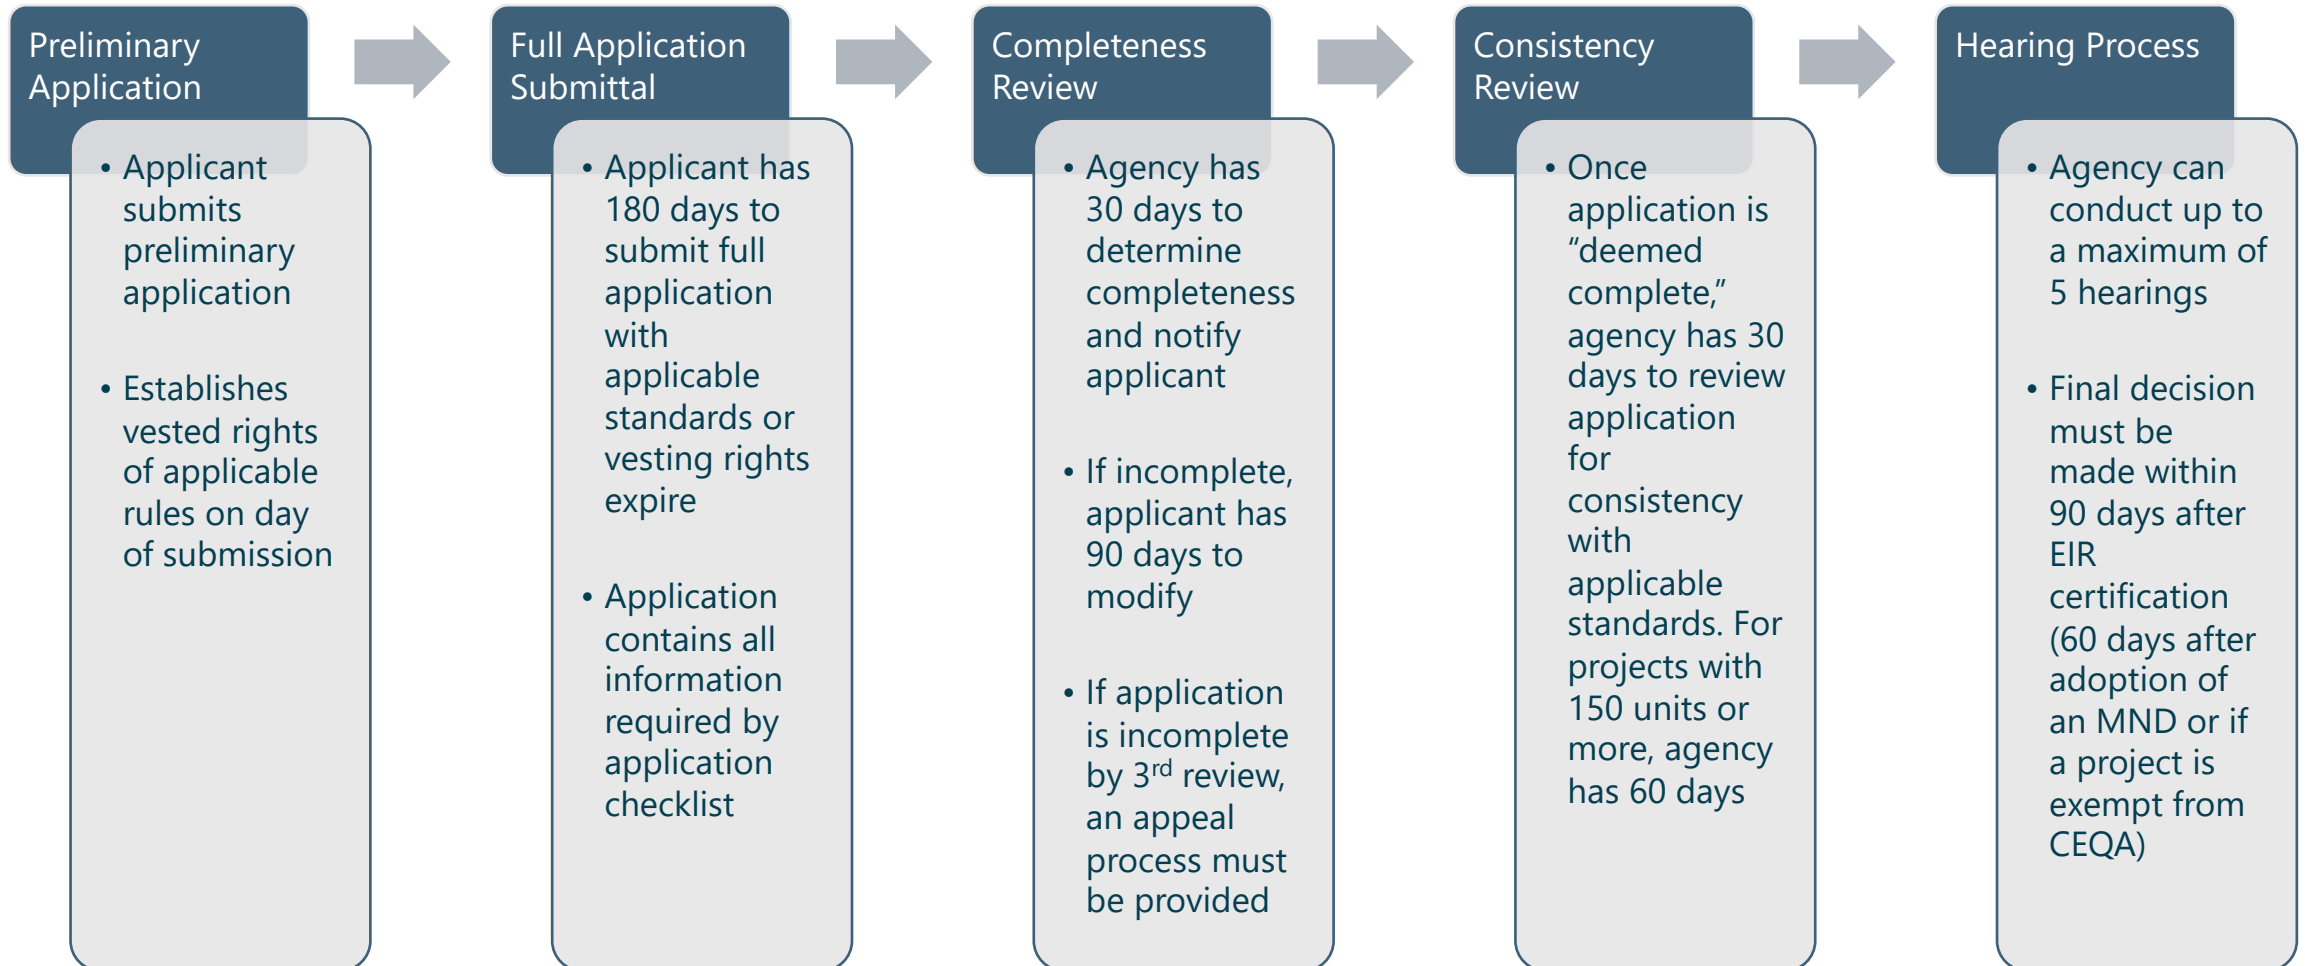 Preliminary
Application
• Applicant
submits
preliminary
application
• Establishes
vested rights
of applicable
rules on day
of submission
Full Application
Submittal
• Applicant has
180 days to
submit full
application
with
applicable
standards or
vesting rights
expire
• Application
contains all
information
required by
application
checklist
Completeness
Review
• Agency has
30 days to
determine
completeness
and notify
applicant
• If incomplete,
applicant has
90 days to
modify
• If application
is incomplete
by 3rd review,
an appeal
process must
be provided
Consistency
Review
• Once
application is
“deemed
complete,”
agency has 30
days to review
application
for
consistency
with
applicable
standards. For
projects with
150 units or
more, agency
has 60 days
Hearing Process
• Agency can
conduct up to
a maximum of
5 hearings
• Final decision
must be
made within
90 days after
EIR
certification
(60 days after
adoption of
an MND or if
a project is
exempt from
CEQA)